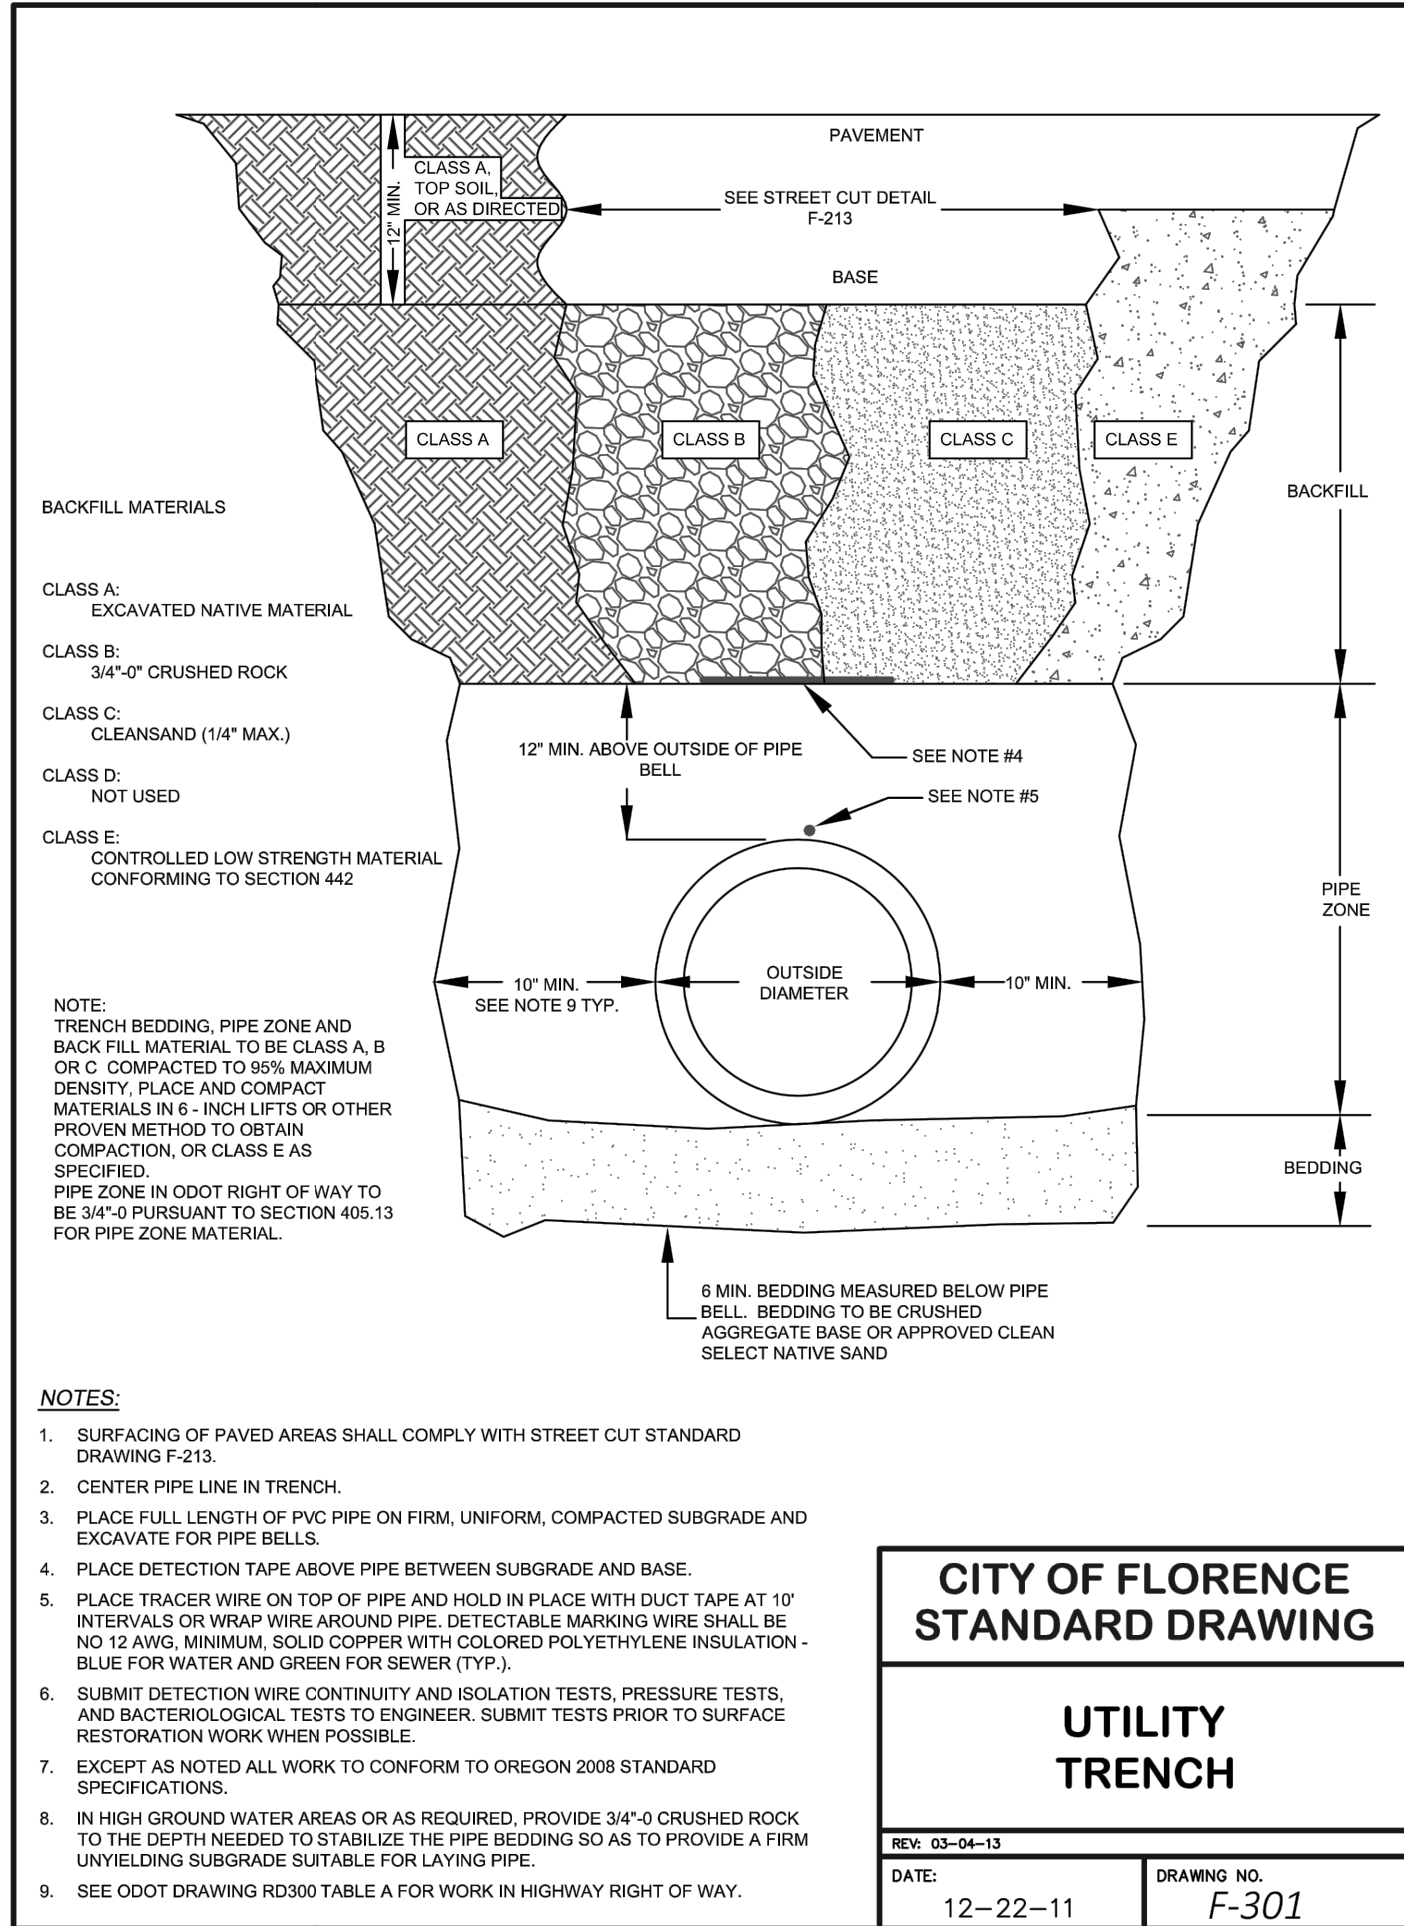 PAVEMENT
12" MIN.
CLASS A,
TOP SOIL,
OR AS DIRECTED
SEE STREET CUT DETAIL
F-213
BASE
CLASS A
CLASS B
CLASS C
CLASS E
BACKFILL
BACKFILL MATERIALS
CLASS A:
EXCAVATED NATIVE MATERIAL
CLASS B:
3/4"-0" CRUSHED ROCK
CLASS C:
CLEANSAND (1/4" MAX.)
CLASS D:
NOT USED
CLASS E:
CONTROLLED LOW STRENGTH MATERIAL
CONFORMING TO SECTION 442
12" MIN. ABOVE OUTSIDE OF PIPE
BELL
SEE NOTE #4
SEE NOTE #5
PIPE
ZONE
10" MIN.
SEE NOTE 9 TYP.
OUTSIDE
DIAMETER
10" MIN.
NOTE:
TRENCH BEDDING, PIPE ZONE AND
BACK FILL MATERIAL TO BE CLASS A, B
OR C COMPACTED TO 95% MAXIMUM
DENSITY, PLACE AND COMPACT
MATERIALS IN 6 - INCH LIFTS OR OTHER
PROVEN METHOD TO OBTAIN
COMPACTION, OR CLASS E AS
SPECIFIED.
PIPE ZONE IN ODOT RIGHT OF WAY TO
BE 3/4"-0 PURSUANT TO SECTION 405.13
FOR PIPE ZONE MATERIAL.
BEDDING
6 MIN. BEDDING MEASURED BELOW PIPE
BELL. BEDDING TO BE CRUSHED
AGGREGATE BASE OR APPROVED CLEAN
SELECT NATIVE SAND
NOTES:
1. SURFACING OF PAVED AREAS SHALL COMPLY WITH STREET CUT STANDARD
DRAWING F-213.
2. CENTER PIPE LINE IN TRENCH.
3. PLACE FULL LENGTH OF PVC PIPE ON FIRM, UNIFORM, COMPACTED SUBGRADE AND
EXCAVATE FOR PIPE BELLS.
4. PLACE DETECTION TAPE ABOVE PIPE BETWEEN SUBGRADE AND BASE.
5. PLACE TRACER WIRE ON TOP OF PIPE AND HOLD IN PLACE WITH DUCT TAPE AT 10'
INTERVALS OR WRAP WIRE AROUND PIPE. DETECTABLE MARKING WIRE SHALL BE
NO 12 AWG, MINIMUM, SOLID COPPER WITH COLORED POLYETHYLENE INSULATION -
BLUE FOR WATER AND GREEN FOR SEWER (TYP.).
6. SUBMIT DETECTION WIRE CONTINUITY AND ISOLATION TESTS, PRESSURE TESTS,
AND BACTERIOLOGICAL TESTS TO ENGINEER. SUBMIT TESTS PRIOR TO SURFACE
RESTORATION WORK WHEN POSSIBLE.
7. EXCEPT AS NOTED ALL WORK TO CONFORM TO OREGON 2008 STANDARD
SPECIFICATIONS.
8. IN HIGH GROUND WATER AREAS OR AS REQUIRED, PROVIDE 3/4"-0 CRUSHED ROCK
TO THE DEPTH NEEDED TO STABILIZE THE PIPE BEDDING SO AS TO PROVIDE A FIRM
UNYIELDING SUBGRADE SUITABLE FOR LAYING PIPE.
9. SEE ODOT DRAWING RD300 TABLE A FOR WORK IN HIGHWAY RIGHT OF WAY.
CITY OF FLORENCE
STANDARD DRAWING
UTILITY
TRENCH
REV: 03-04-13
DATE:
12-22-11
DRAWING NO.
F-301